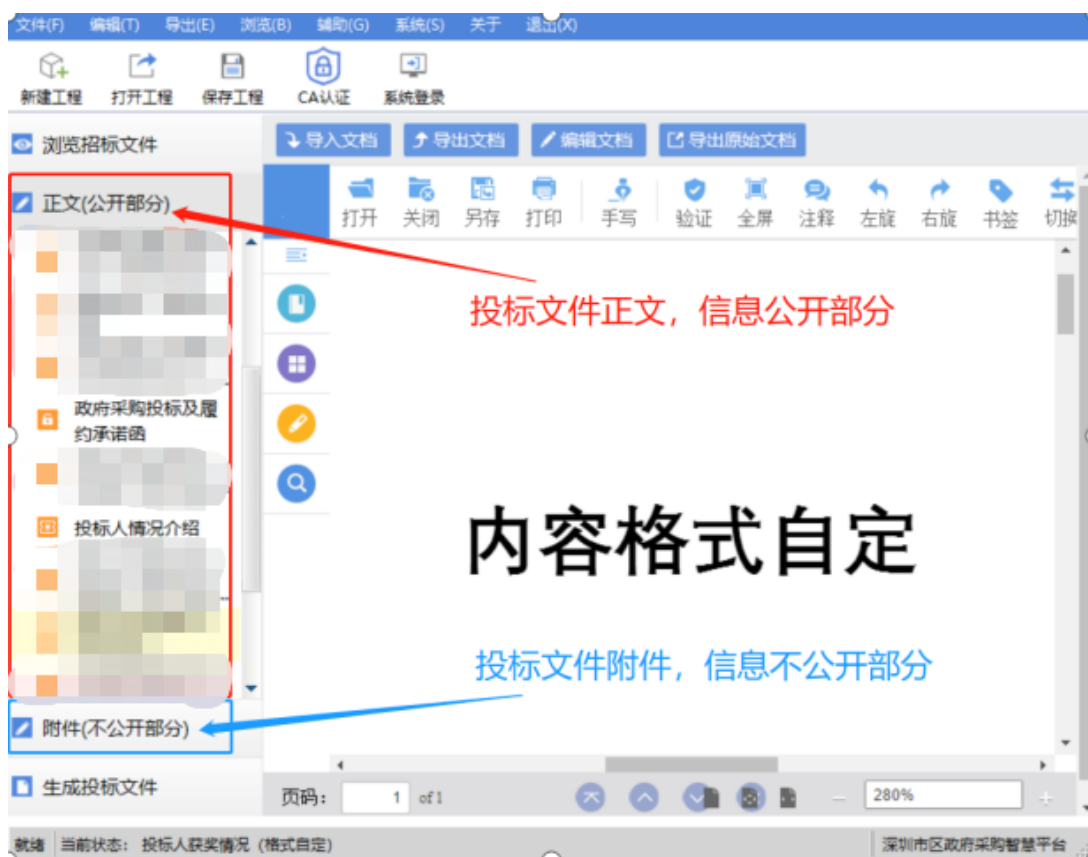 文件(F) 编辑(T) 导出(E) 浏览(B) 辅助(G) 系统(S) 关于 退出(X)
新建工程 打开工程 保存工程 CA认证 系统登录
浏览招标文件
导入文档 导出文档 编辑文档 导出原始文档
正文(公开部分)
打开 关闭 另存 打印 手写 验证 全屏 注释 左旋 右旋 书签 切换
投标文件正文，信息公开部分
政府采购投标及履
约承诺函
投标人情况介绍
内容格式自定
投标文件附件，信息不公开部分
附件(不公开部分)
生成投标文件
页码: 1 of 1 280%
就绪 当前状态: 投标人获奖情况 (格式自定) 深圳市区政府采购智慧平台